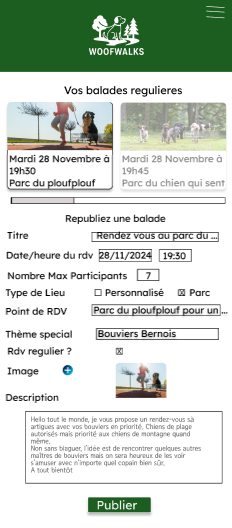 WOOFWALKS
Vos balades regulieres
Mardi 28 Novembre à
19h30
Parc du ploufplouf
Mardi 28 Novembre à
19h45
Parc du chien qui sent
Republiez une balade
Titre
Rendez vous au parc du ...
Date/heure du rdv
28/11/2024
19:30
Nombre Max Participants
7
Type de Lieu
Personnalisé
Parc
Point de RDV
Parc du ploufplouf pour un ...
Thème special
Bouviers Bernois
Rdv regulier ?
Image
Description
Hello tout le monde, je vous propose un rendez-vous sà
artigues avec vos bouviers en priorité. Chiens de plage
autorisés mais priorité aux chiens de montagne quand
même.
Non sans blaguer, l'idée est de rencontrer quelques autres
maîtres de bouviers mais on sera heureux de les voir
s'amuser avec n'importe quel copain bien sûr.
A tout bientôt
Publier